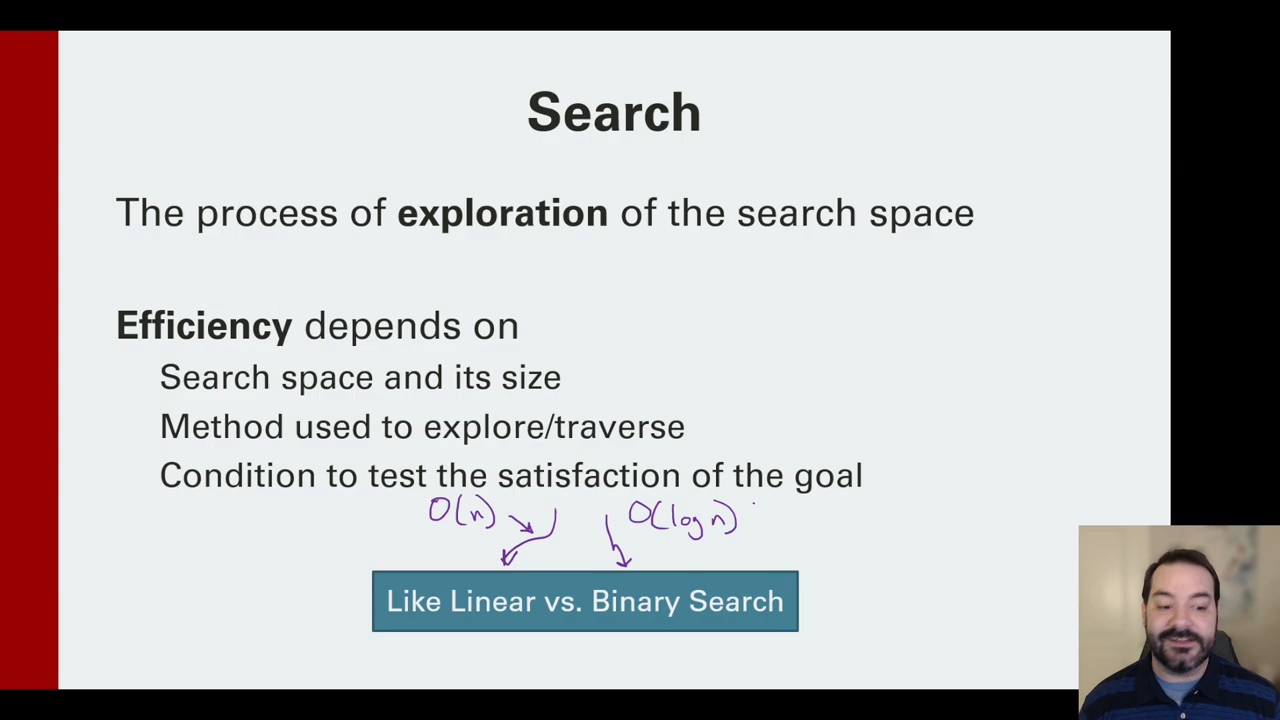 Search
The process of exploration of the search space
Efficiency depends on
Search space and its size
Method used to explore/traverse
Condition to test the satisfaction of the goal
O(n) O(log n)
Like Linear vs. Binary Search